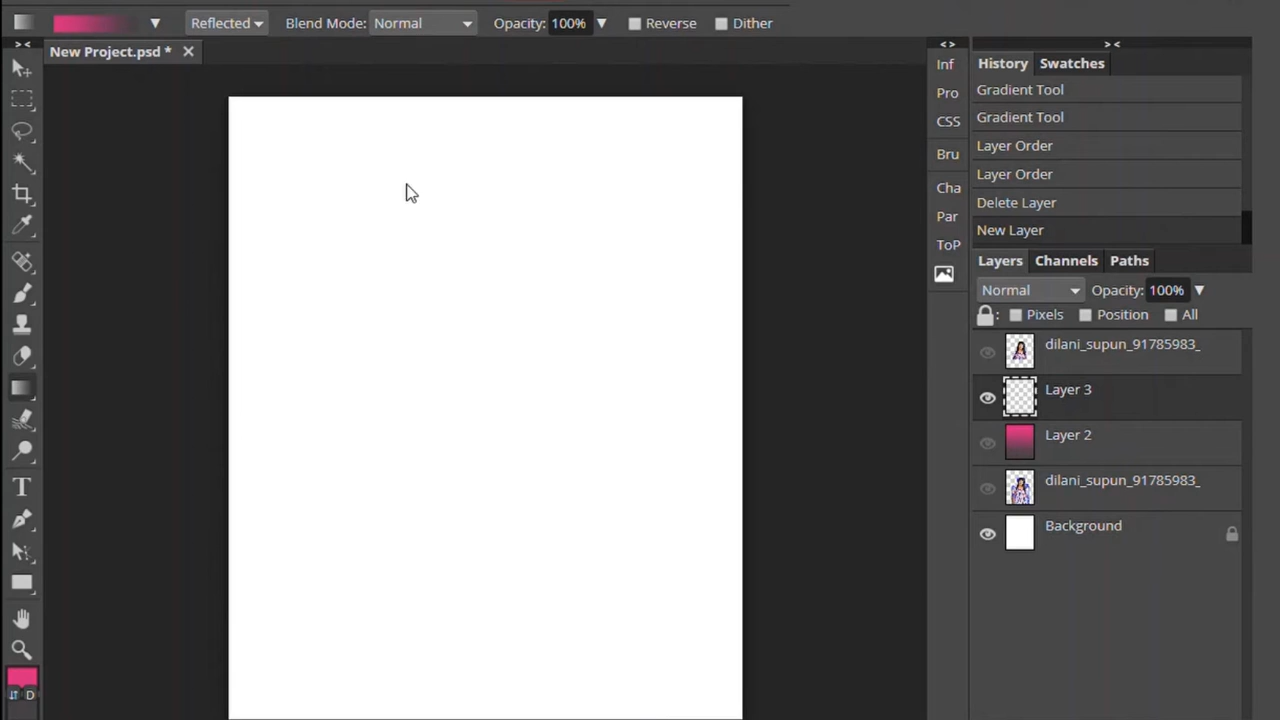 Reflected Blend Mode: Normal Opacity: 100% Reverse Dither
> < New Project.psd * < > > <
Inf
Pro
CSS
Bru
Cha
Par
ToP
History Swatches
Gradient Tool
Gradient Tool
Layer Order
Layer Order
Delete Layer
New Layer
Layers Channels Paths
Normal Opacity: 100%
: Pixels Position All
dilani_supun_91785983_
Layer 3
Layer 2
dilani_supun_91785983_
Background
T
D